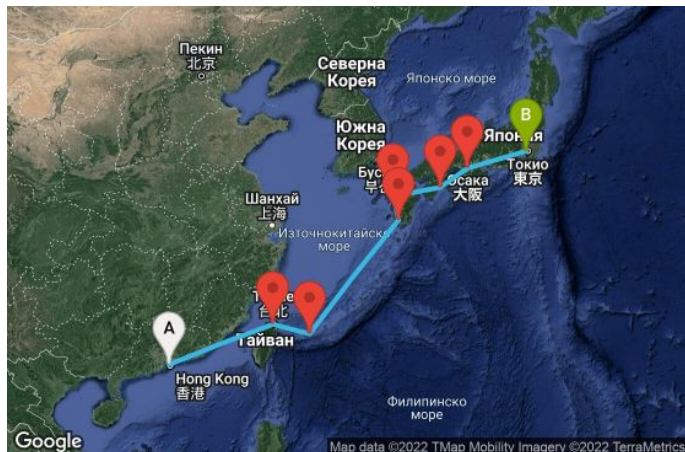 Пекин
北京
Северна
Корея
Японско море
Южна
Корея
B
Япония
Токио
東京
Осака
大阪
Шанхай
上海
Източнокитайско
море
台北
Тайван
A
Hong Kong
香港
Филипинско
море
Google
Map data ©2022 TMap Mobility Imagery ©2022 TerraMetrics